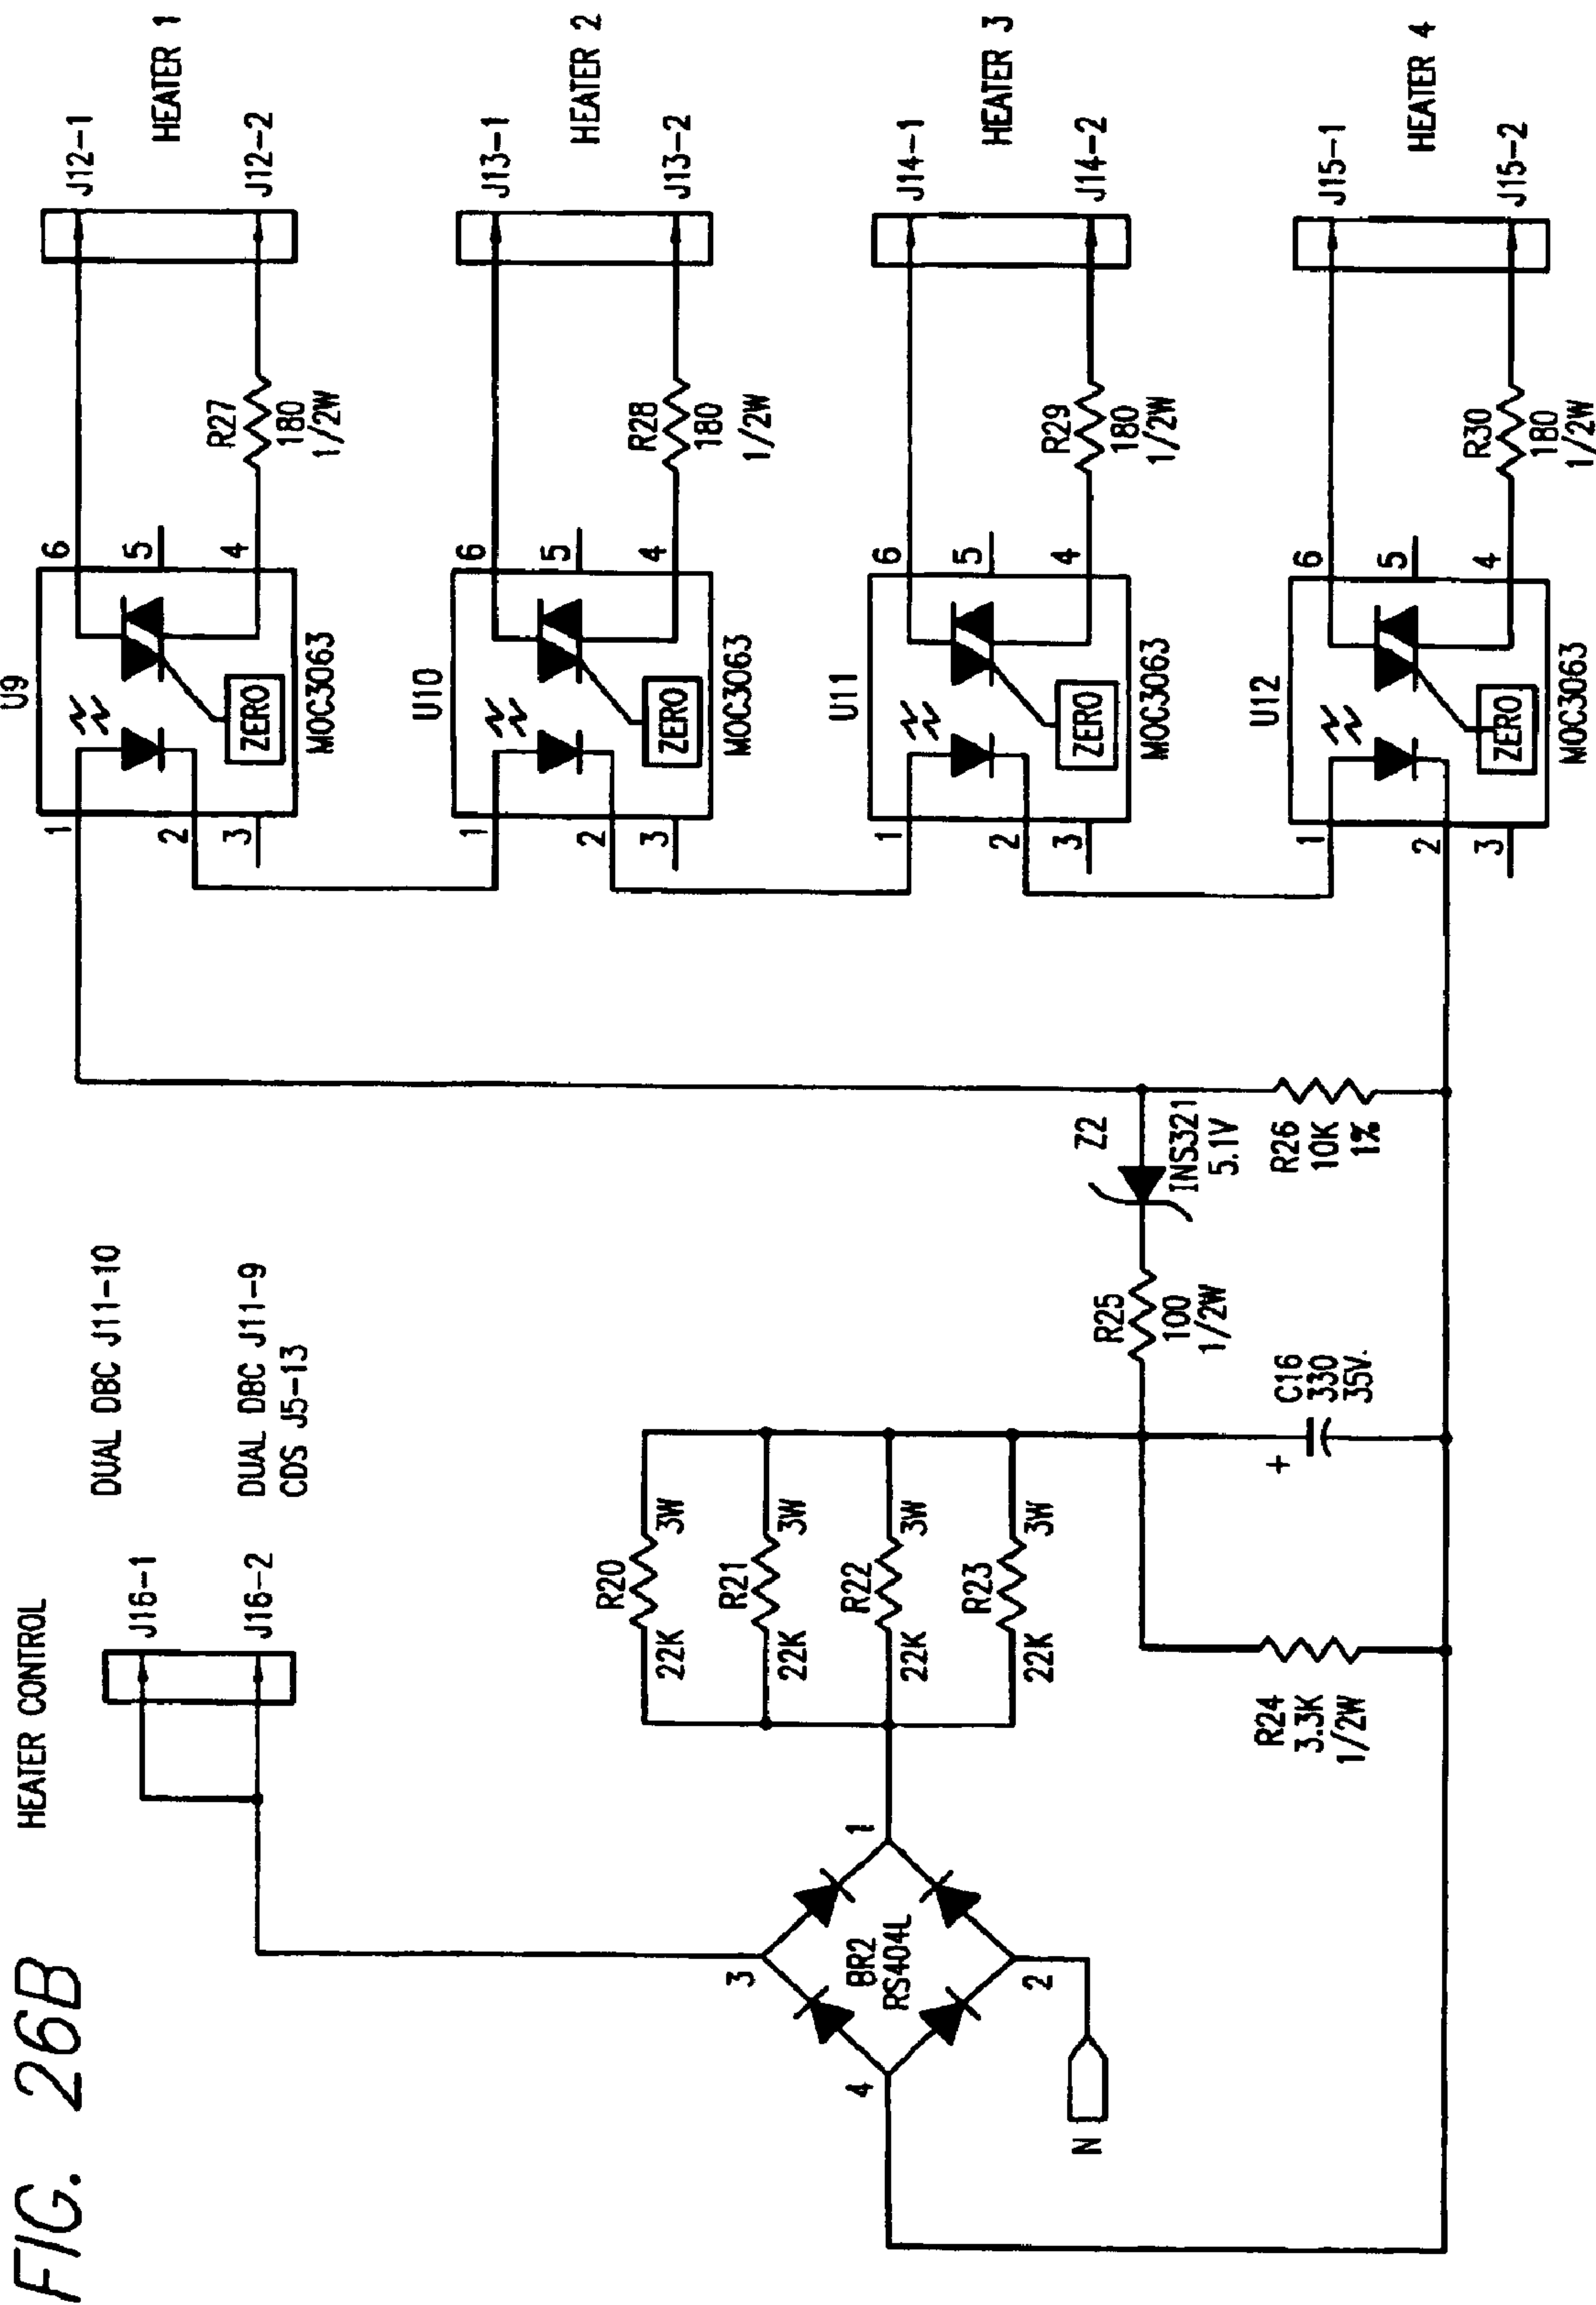 FIG. 26B
HEATER CONTROL
J16-1
DUAL DBC J11-10
J16-2
DUAL DBC J11-9
CDS J5-13
3
BR2
RS404L
1
2
4
N
R20
22K
3W
R21
22K
3W
R22
22K
3W
R23
22K
3W
R24
3.3K
1/2W
+
C16
330
35V.
R25
100
1/2W
Z2
INS321
5.1V
R26
10K
1%
U9
1
2
3
6
5
4
ZERO
MOC3063
R27
180
1/2W
J12-1
J12-2
HEATER 1
U10
1
2
3
6
5
4
ZERO
MOC3063
R28
180
1/2W
J13-1
J13-2
HEATER 2
U11
1
2
3
6
5
4
ZERO
MOC3063
R29
180
1/2W
J14-1
J14-2
HEATER 3
U12
1
2
3
6
5
4
ZERO
MOC3063
R30
180
1/2W
J15-1
J15-2
HEATER 4